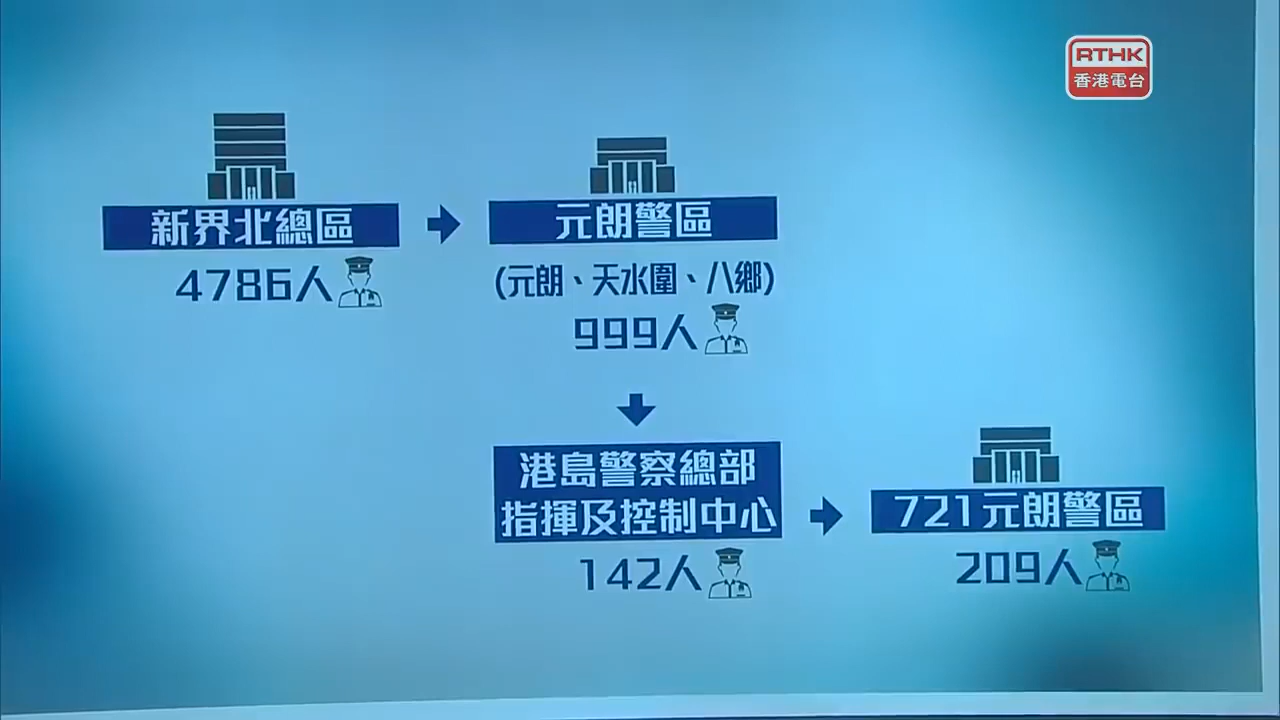 RTHK
香港電台
新界北總區
4786人
元朗警區
(元朗、天水圍、八鄉)
999人
港島警察總部
指揮及控制中心
142人
721元朗警區
209人